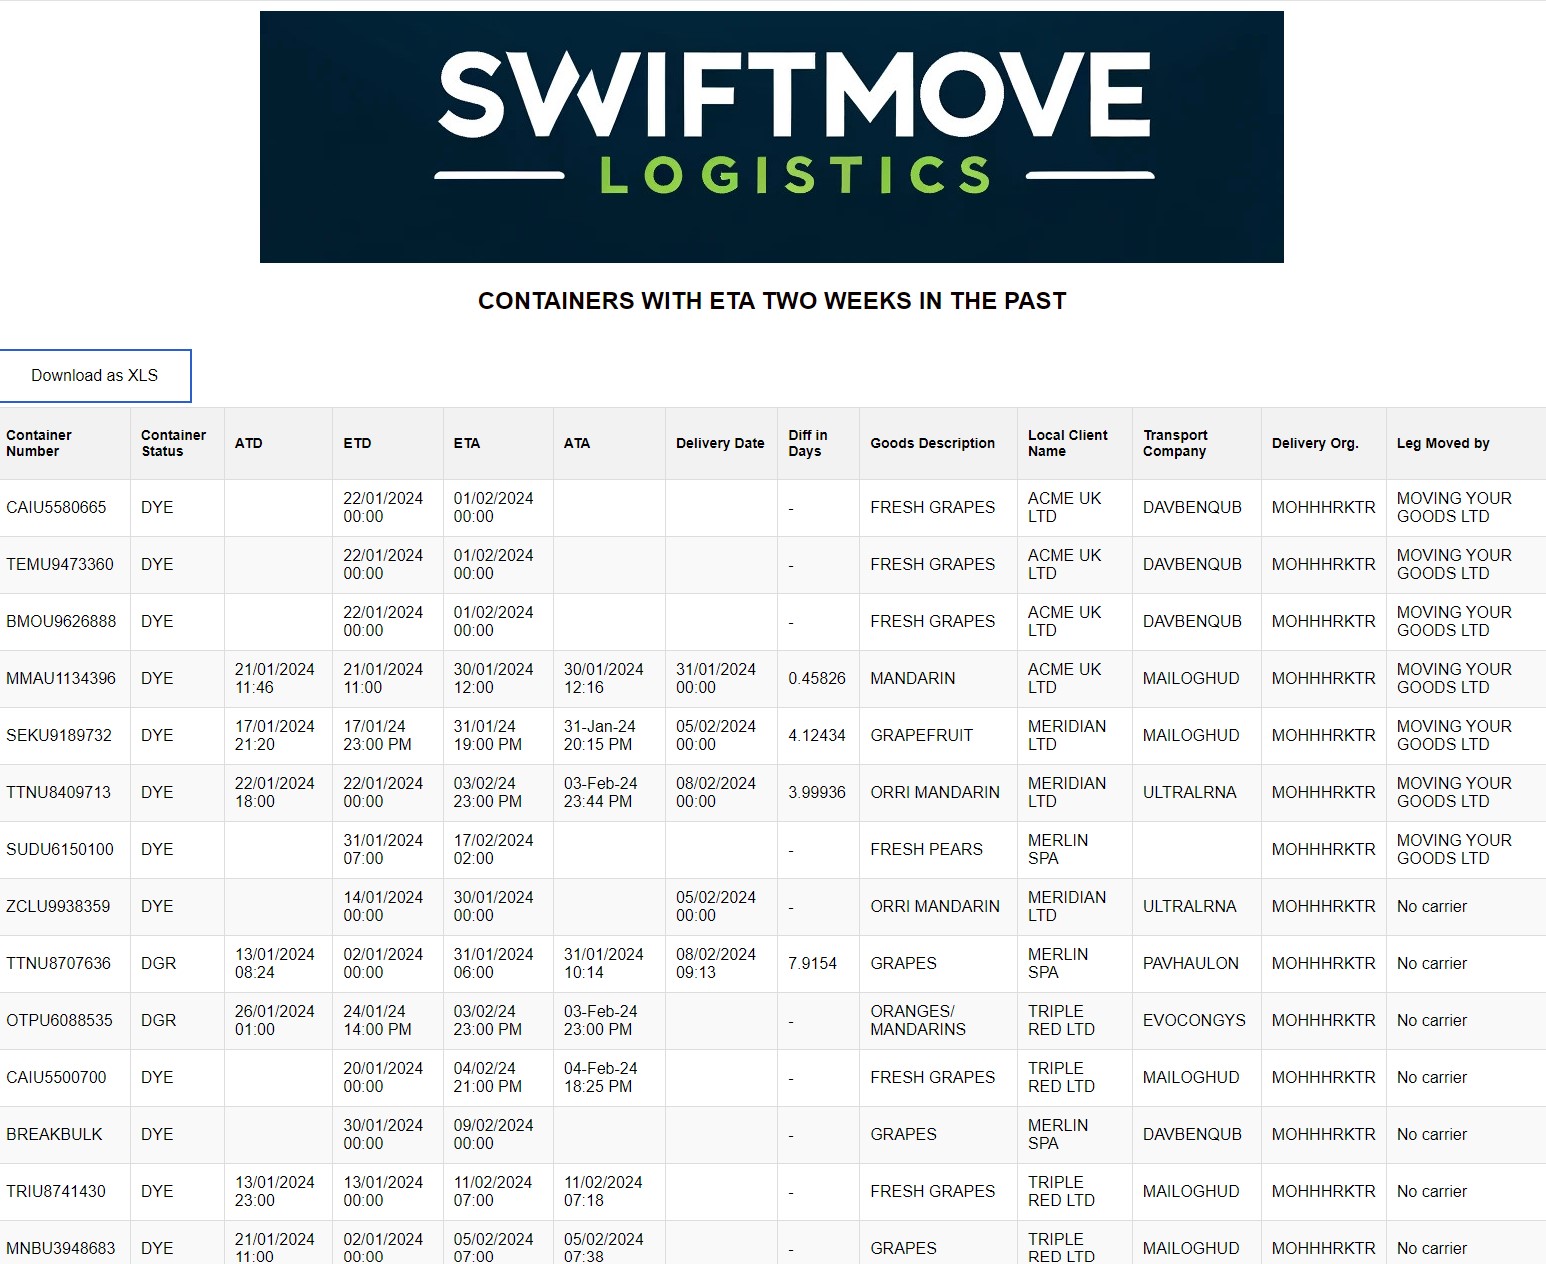 SWIFTMOVE
LOGISTICS
CONTAINERS WITH ETA TWO WEEKS IN THE PAST
Download as XLS
Container Number Container Status ATD ETD ETA ATA Delivery Date Diff in Days Goods Description Local Client Name Transport Company Delivery Org. Leg Moved by
CAIU5580665 DYE 22/01/2024 00:00 01/02/2024 00:00 - FRESH GRAPES ACME UK LTD DAVBENQUB MOHHHRKTR MOVING YOUR GOODS LTD
TEMU9473360 DYE 22/01/2024 00:00 01/02/2024 00:00 - FRESH GRAPES ACME UK LTD DAVBENQUB MOHHHRKTR MOVING YOUR GOODS LTD
BMOU9626888 DYE 22/01/2024 00:00 01/02/2024 00:00 - FRESH GRAPES ACME UK LTD DAVBENQUB MOHHHRKTR MOVING YOUR GOODS LTD
MMAU1134396 DYE 21/01/2024 11:46 21/01/2024 11:00 30/01/2024 12:00 30/01/2024 12:16 31/01/2024 00:00 0.45826 MANDARIN ACME UK LTD MAILOGHUD MOHHHRKTR MOVING YOUR GOODS LTD
SEKU9189732 DYE 17/01/2024 21:20 17/01/24 23:00 PM 31/01/24 19:00 PM 31-Jan-24 20:15 PM 05/02/2024 00:00 4.12434 GRAPEFRUIT MERIDIAN LTD MAILOGHUD MOHHHRKTR MOVING YOUR GOODS LTD
TTNU8409713 DYE 22/01/2024 18:00 22/01/2024 00:00 03/02/24 23:00 PM 03-Feb-24 23:44 PM 08/02/2024 00:00 3.99936 ORRI MANDARIN MERIDIAN LTD ULTRALRNA MOHHHRKTR MOVING YOUR GOODS LTD
SUDU6150100 DYE 31/01/2024 07:00 17/02/2024 02:00 - FRESH PEARS MERLIN SPA MOHHHRKTR MOVING YOUR GOODS LTD
ZCLU9938359 DYE 14/01/2024 00:00 30/01/2024 00:00 05/02/2024 00:00 - ORRI MANDARIN MERIDIAN LTD ULTRALRNA MOHHHRKTR No carrier
TTNU8707636 DGR 13/01/2024 08:24 02/01/2024 00:00 31/01/2024 06:00 31/01/2024 10:14 08/02/2024 09:13 7.9154 GRAPES MERLIN SPA PAVHAULON MOHHHRKTR No carrier
OTPU6088535 DGR 26/01/2024 01:00 24/01/24 14:00 PM 03/02/24 23:00 PM 03-Feb-24 23:00 PM - ORANGES/ MANDARINS TRIPLE RED LTD EVOCONGYS MOHHHRKTR No carrier
CAIU5500700 DYE 20/01/2024 00:00 04/02/24 21:00 PM 04-Feb-24 18:25 PM - FRESH GRAPES TRIPLE RED LTD MAILOGHUD MOHHHRKTR No carrier
BREAKBULK DYE 30/01/2024 00:00 09/02/2024 00:00 - GRAPES MERLIN SPA DAVBENQUB MOHHHRKTR No carrier
TRIU8741430 DYE 13/01/2024 23:00 13/01/2024 00:00 11/02/2024 07:00 11/02/2024 07:18 - FRESH GRAPES TRIPLE RED LTD MAILOGHUD MOHHHRKTR No carrier
MNBU3948683 DYE 21/01/2024 11:00 02/01/2024 00:00 05/02/2024 07:00 05/02/2024 07:38 - GRAPES TRIPLE RED LTD MAILOGHUD MOHHHRKTR No carrier